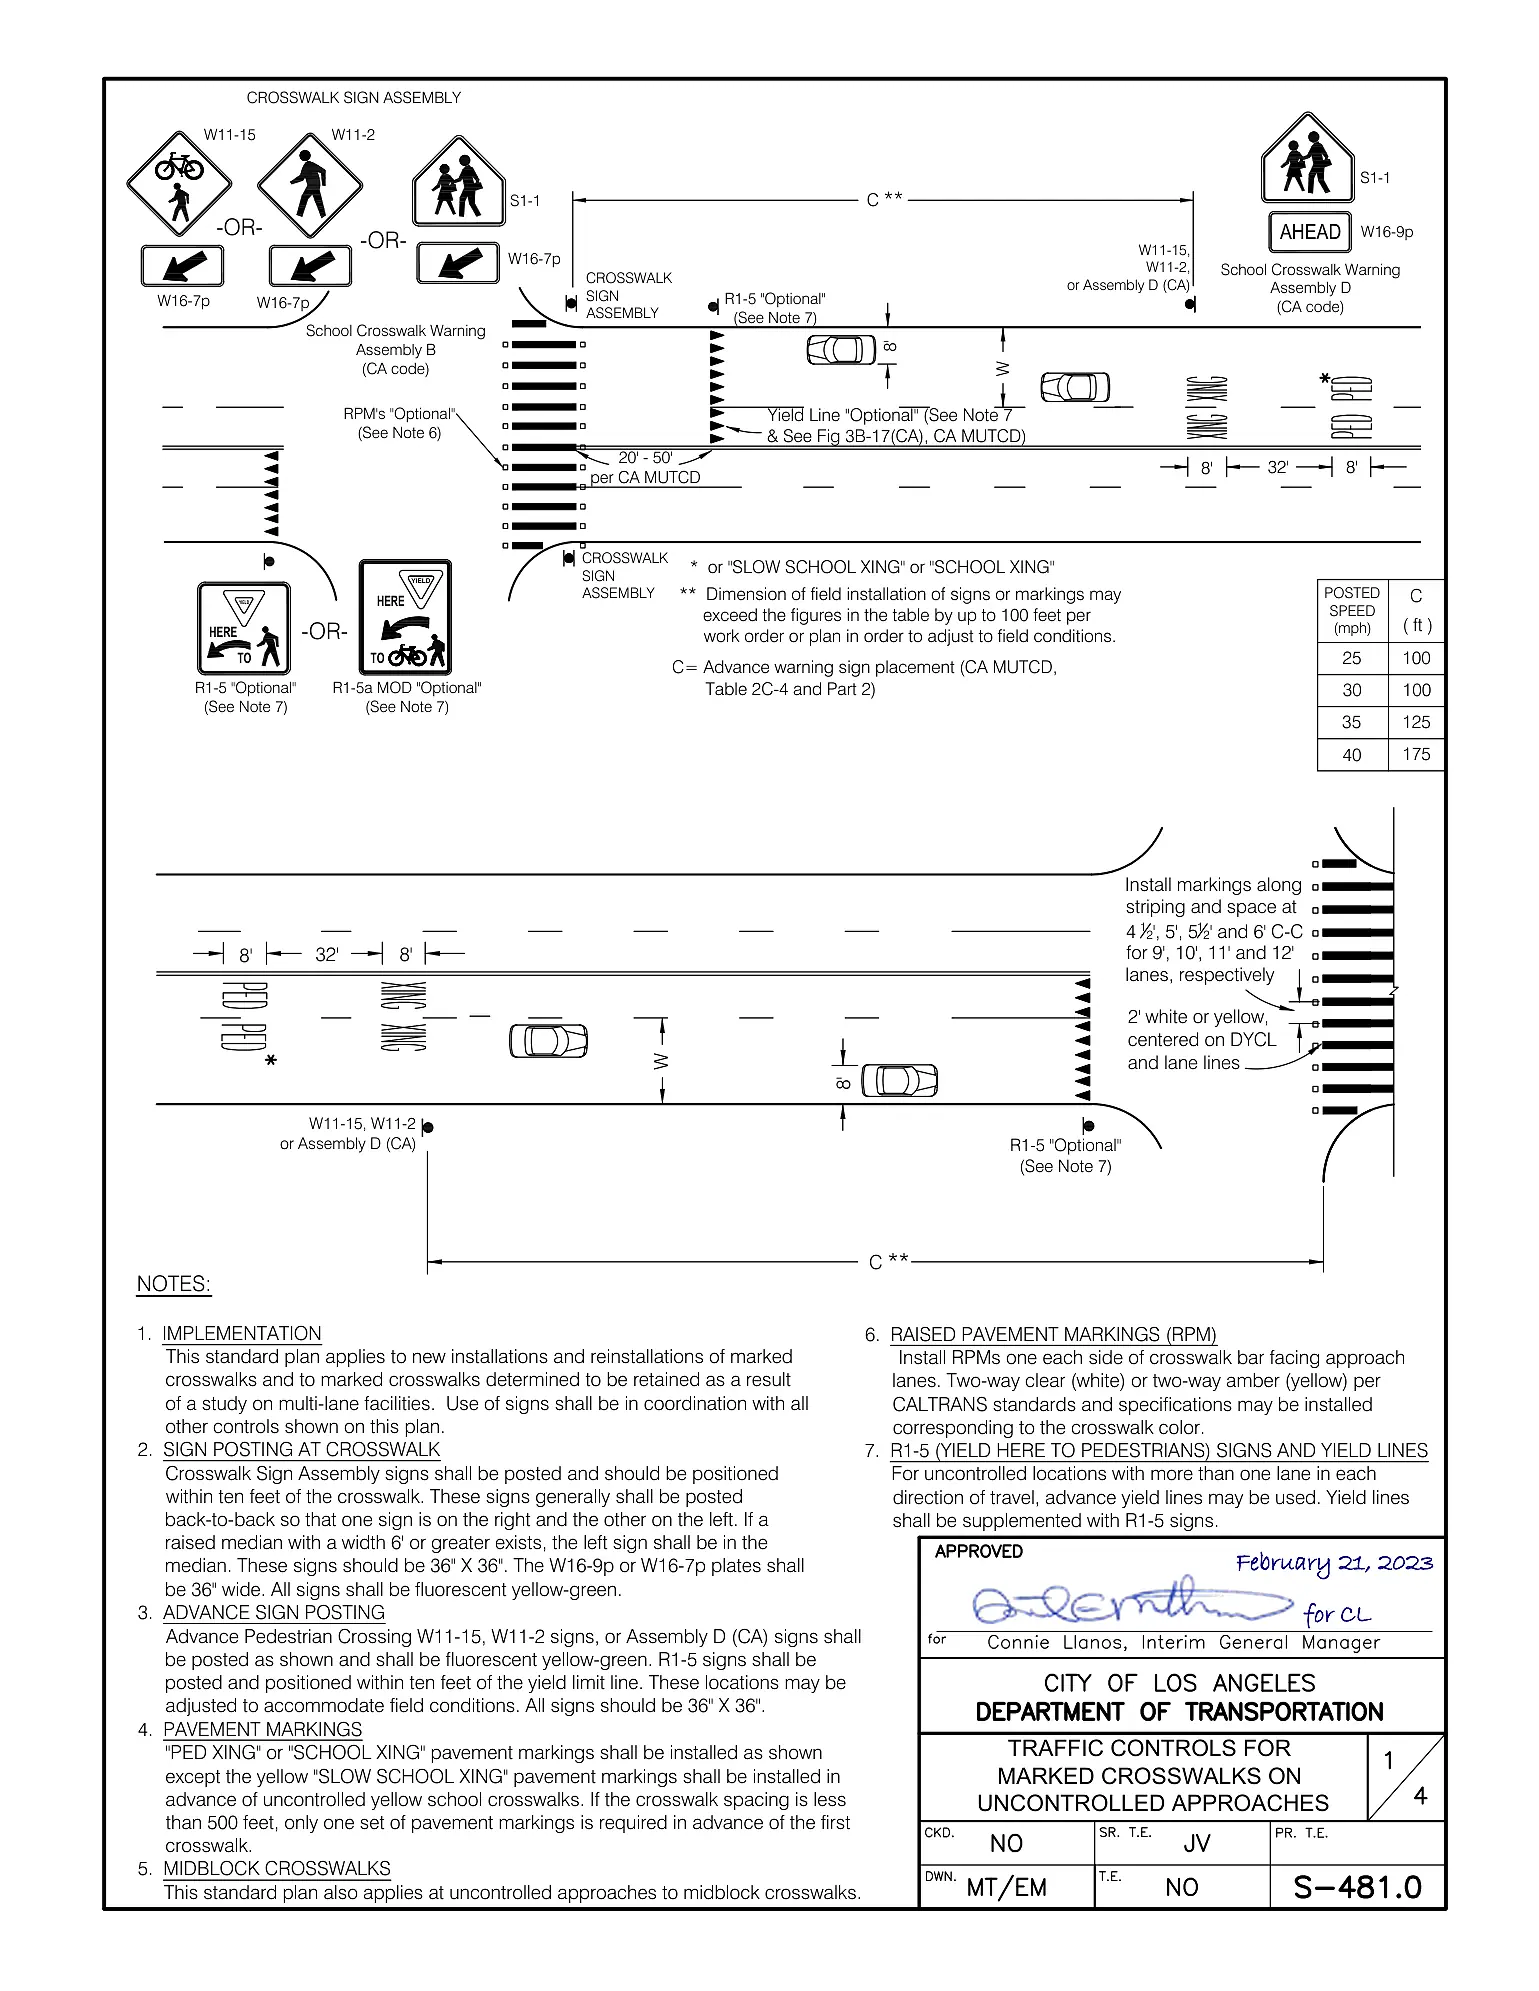 CROSSWALK SIGN ASSEMBLY
W11-15
W11-2
S1-1
-OR-
-OR-
W16-7p
W16-7p
W16-7p
School Crosswalk Warning
Assembly B
(CA code)
C **
S1-1
AHEAD
W16-9p
School Crosswalk Warning
Assembly D
(CA code)
W11-15,
W11-2,
or Assembly D (CA)
CROSSWALK
SIGN
ASSEMBLY
R1-5 "Optional"
(See Note 7)
8'
W
RPM's "Optional"
(See Note 6)
Yield Line "Optional" (See Note 7
& See Fig 3B-17(CA), CA MUTCD)
20' - 50'
per CA MUTCD
XING
*
PED
8'
32'
8'
CROSSWALK
SIGN
ASSEMBLY
YIELD
HERE
TO
-OR-
YIELD
HERE
TO
R1-5 "Optional"
(See Note 7)
R1-5a MOD "Optional"
(See Note 7)
* or "SLOW SCHOOL XING" or "SCHOOL XING"
** Dimension of field installation of signs or markings may
exceed the figures in the table by up to 100 feet per
work order or plan in order to adjust to field conditions.
C= Advance warning sign placement (CA MUTCD,
Table 2C-4 and Part 2)
POSTED SPEED (mph) C ( ft )
25 100
30 100
35 125
40 175
Install markings along
striping and space at
4 ½', 5', 5½' and 6' C-C
for 9', 10', 11' and 12'
lanes, respectively
2' white or yellow,
centered on DYCL
and lane lines
8'
32'
8'
PED
XING
*
W
8'
W11-15, W11-2
or Assembly D (CA)
R1-5 "Optional"
(See Note 7)
C **
NOTES:
1. IMPLEMENTATION
This standard plan applies to new installations and reinstallations of marked
crosswalks and to marked crosswalks determined to be retained as a result
of a study on multi-lane facilities. Use of signs shall be in coordination with all
other controls shown on this plan.
2. SIGN POSTING AT CROSSWALK
Crosswalk Sign Assembly signs shall be posted and should be positioned
within ten feet of the crosswalk. These signs generally shall be posted
back-to-back so that one sign is on the right and the other on the left. If a
raised median with a width 6' or greater exists, the left sign shall be in the
median. These signs should be 36" X 36". The W16-9p or W16-7p plates shall
be 36" wide. All signs shall be fluorescent yellow-green.
3. ADVANCE SIGN POSTING
Advance Pedestrian Crossing W11-15, W11-2 signs, or Assembly D (CA) signs shall
be posted as shown and shall be fluorescent yellow-green. R1-5 signs shall be
posted and positioned within ten feet of the yield limit line. These locations may be
adjusted to accommodate field conditions. All signs should be 36" X 36".
4. PAVEMENT MARKINGS
"PED XING" or "SCHOOL XING" pavement markings shall be installed as shown
except the yellow "SLOW SCHOOL XING" pavement markings shall be installed in
advance of uncontrolled yellow school crosswalks. If the crosswalk spacing is less
than 500 feet, only one set of pavement markings is required in advance of the first
crosswalk.
5. MIDBLOCK CROSSWALKS
This standard plan also applies at uncontrolled approaches to midblock crosswalks.
6. RAISED PAVEMENT MARKINGS (RPM)
Install RPMs one each side of crosswalk bar facing approach
lanes. Two-way clear (white) or two-way amber (yellow) per
CALTRANS standards and specifications may be installed
corresponding to the crosswalk color.
7. R1-5 (YIELD HERE TO PEDESTRIANS) SIGNS AND YIELD LINES
For uncontrolled locations with more than one lane in each
direction of travel, advance yield lines may be used. Yield lines
shall be supplemented with R1-5 signs.
APPROVED
February 21, 2023
for CL
for Connie Llanos, Interim General Manager
CITY OF LOS ANGELES
DEPARTMENT OF TRANSPORTATION
TRAFFIC CONTROLS FOR
MARKED CROSSWALKS ON
UNCONTROLLED APPROACHES
1/4
CKD. NO
SR. T.E. JV
PR. T.E.
DWN. MT/EM
T.E. NO
S-481.0